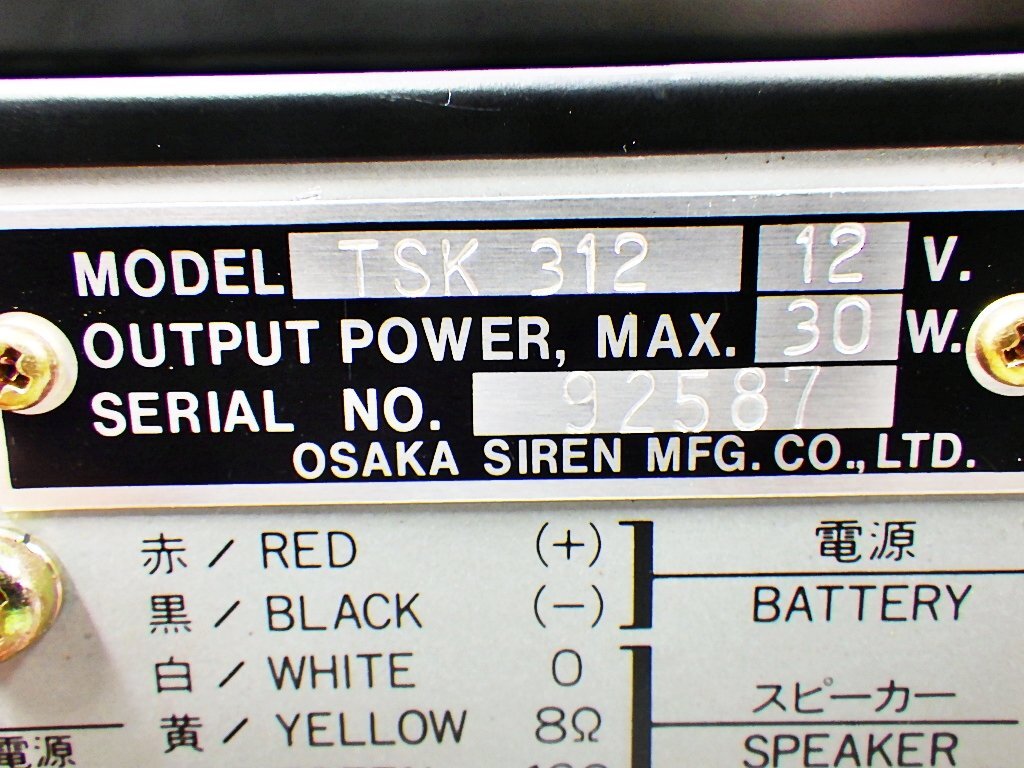 MODEL TSK 312 12 V.
OUTPUT POWER, MAX. 30 W.
SERIAL NO. 92587
OSAKA SIREN MFG. CO., LTD.
赤 / RED (+) 電源
黒 / BLACK (−) BATTERY
白 / WHITE 0 スピーカー
黄 / YELLOW 8Ω SPEAKER
電源